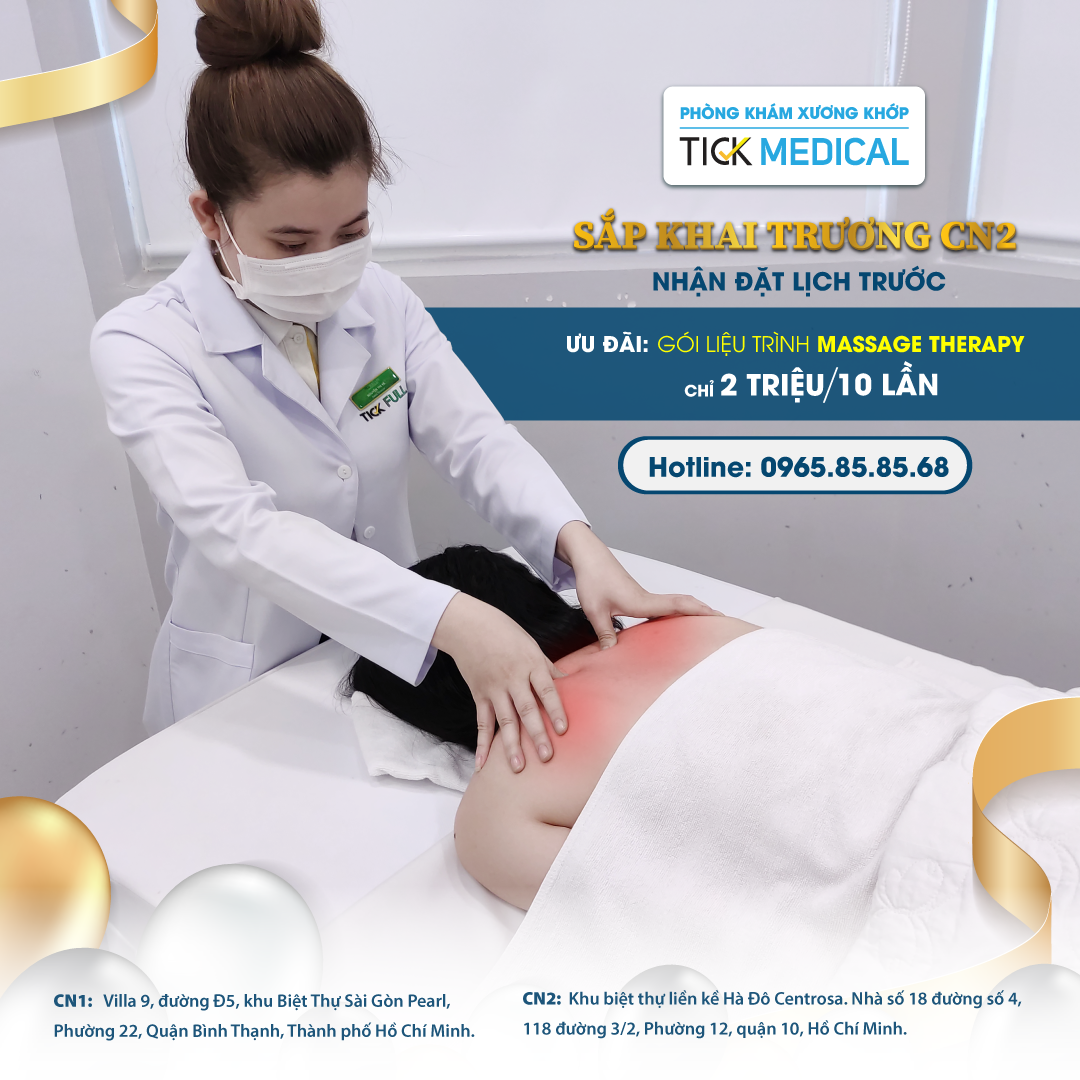 PHÒNG KHÁM XƯƠNG KHỚP
TICK MEDICAL
SẮP KHAI TRƯƠNG CN2
NHẬN ĐẶT LỊCH TRƯỚC
ƯU ĐÃI: GÓI LIỆU TRÌNH MASSAGE THERAPY
CHỈ 2 TRIỆU/10 LẦN
TICK FULL
Hotline: 0965.85.85.68
CN1: Villa 9, đường Đ5, khu Biệt Thự Sài Gòn Pearl,
Phường 22, Quận Bình Thạnh, Thành phố Hồ Chí Minh.
CN2: Khu biệt thự liền kề Hà Đô Centrosa. Nhà số 18 đường số 4,
118 đường 3/2, Phường 12, quận 10, Hồ Chí Minh.